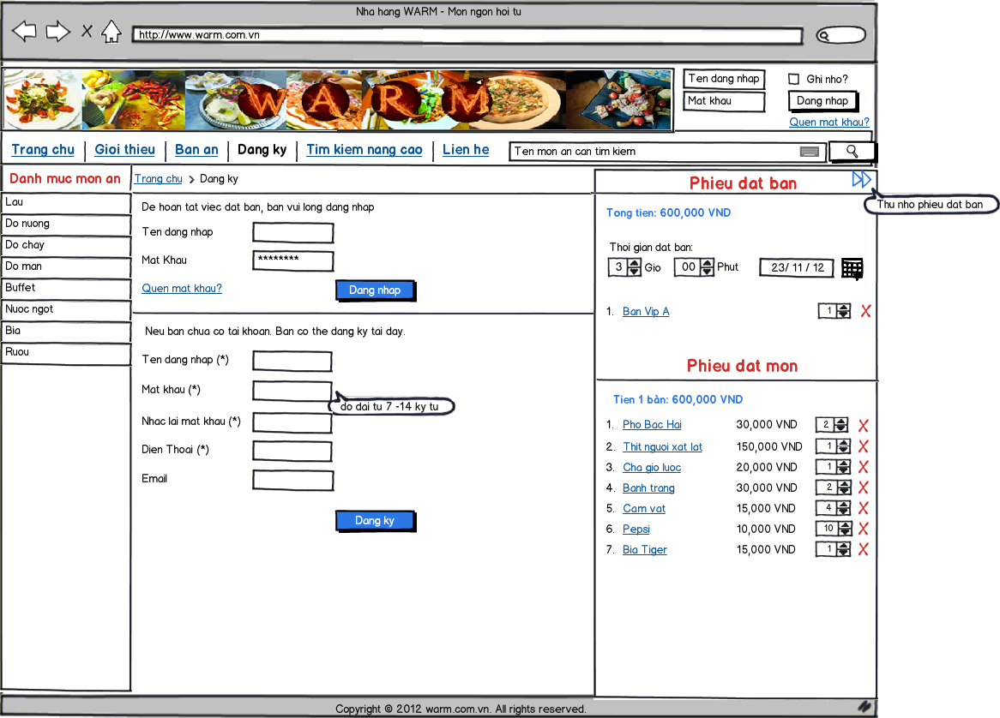 Nha hang WARM - Mon ngon hoi tu
http://www.warm.com.vn
WARM
Ten dang nhap
Ghi nho?
Mat khau
Dang nhap
Quen mat khau?
Trang chu
Gioi thieu
Ban an
Dang ky
Tim kiem nang cao
Lien he
Ten mon an can tim kiem
Danh muc mon an
Lau
Do nuong
Do chay
Do man
Buffet
Nuoc ngot
Bia
Ruou
Trang chu > Dang ky
De hoan tat viec dat ban, ban vui long dang nhap
Ten dang nhap
Mat Khau ********
Quen mat khau?
Dang nhap
Neu ban chua co tai khoan. Ban co the dang ky tai day.
Ten dang nhap (*)
Mat khau (*)
do dai tu 7 -14 ky tu
Nhac lai mat khau (*)
Dien Thoai (*)
Email
Dang ky
Phieu dat ban
Thu nho phieu dat ban
Tong tien: 600,000 VND
Thoi gian dat ban:
3 Gio 00 Phut 23/ 11 / 12
1. Ban Vip A 1 X
Phieu dat mon
Tien 1 bàn: 600,000 VND
1. Pho Bac Hai 30,000 VND 2 X
2. Thit nguoi xat lat 150,000 VND 1 X
3. Cha gio luoc 20,000 VND 1 X
4. Banh trang 30,000 VND 2 X
5. Cam vat 15,000 VND 4 X
6. Pepsi 10,000 VND 10 X
7. Bia Tiger 15,000 VND 1 X
Copyright © 2012 warm.com.vn. All rights reserved.